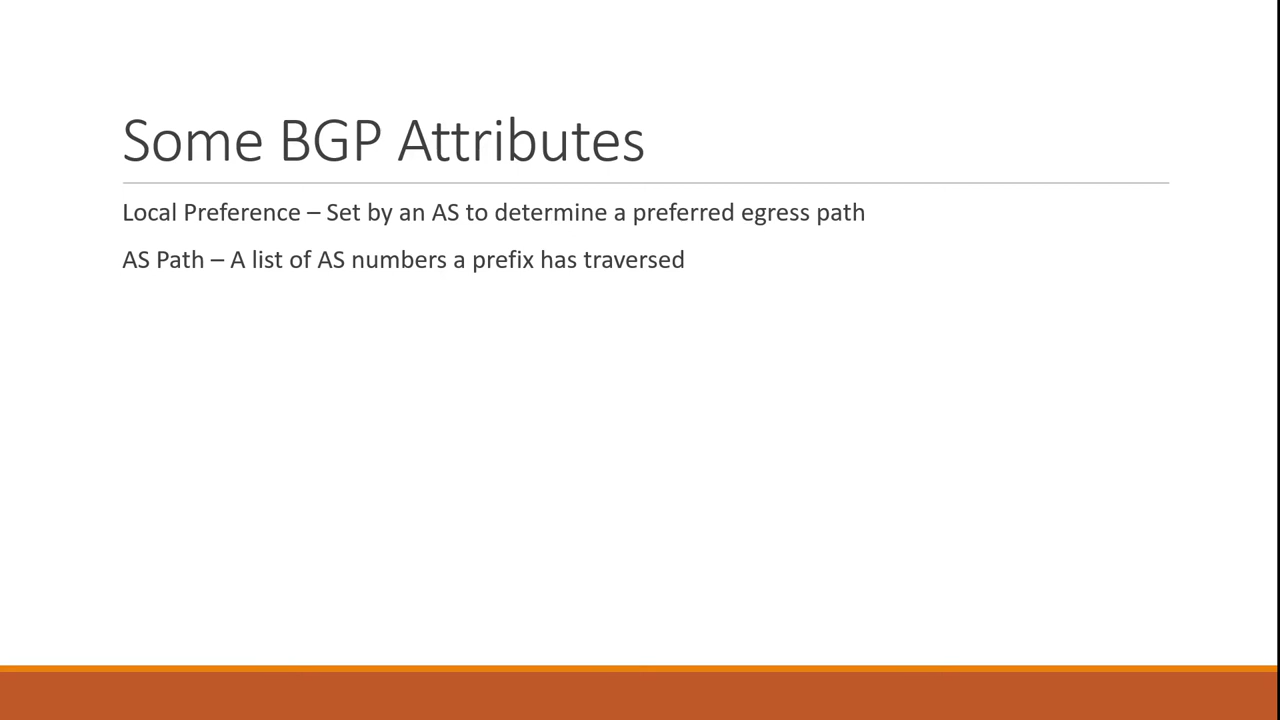 Some BGP Attributes
Local Preference – Set by an AS to determine a preferred egress path
AS Path – A list of AS numbers a prefix has traversed